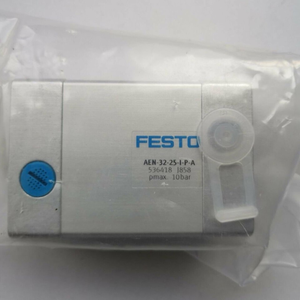 FESTO
AEN-32-25-I-P-A
536418 J858
pmax. 10bar